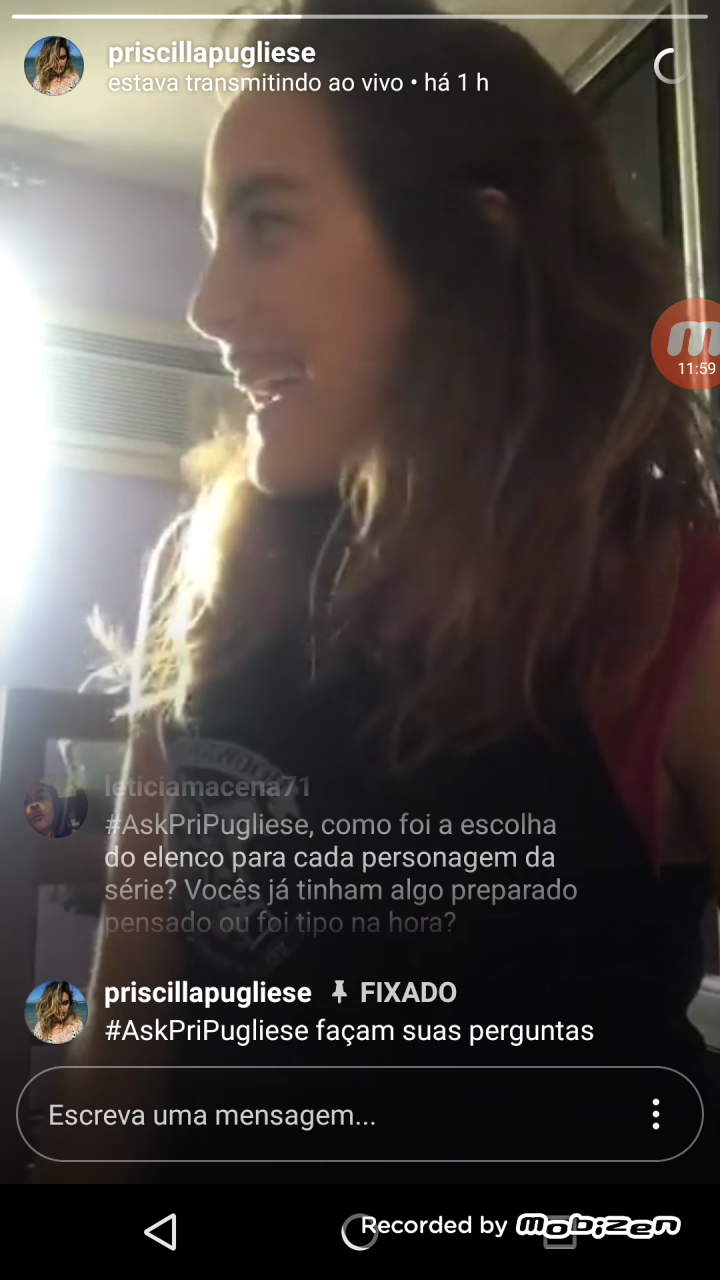 priscillapugliese
estava transmitindo ao vivo • há 1 h
11:59
leticiamacena71
#AskPriPugliese, como foi a escolha
do elenco para cada personagem da
série? Vocês já tinham algo preparado
pensado ou foi tipo na hora?
priscillapugliese FIXADO
#AskPriPugliese façam suas perguntas
Escreva uma mensagem...
Recorded by mobizen